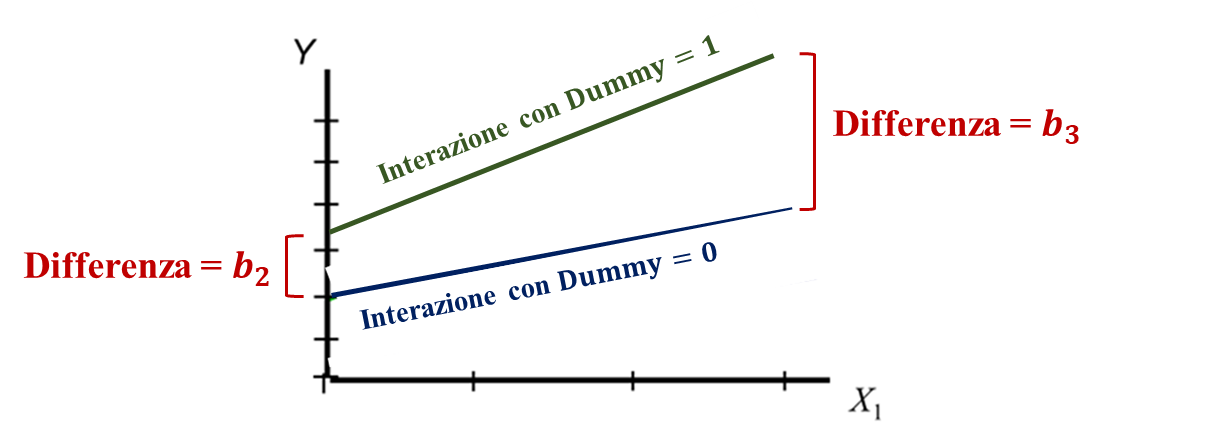 Y
Interazione con Dummy = 1
Differenza = b₃
Differenza = b₂
Interazione con Dummy = 0
X₁